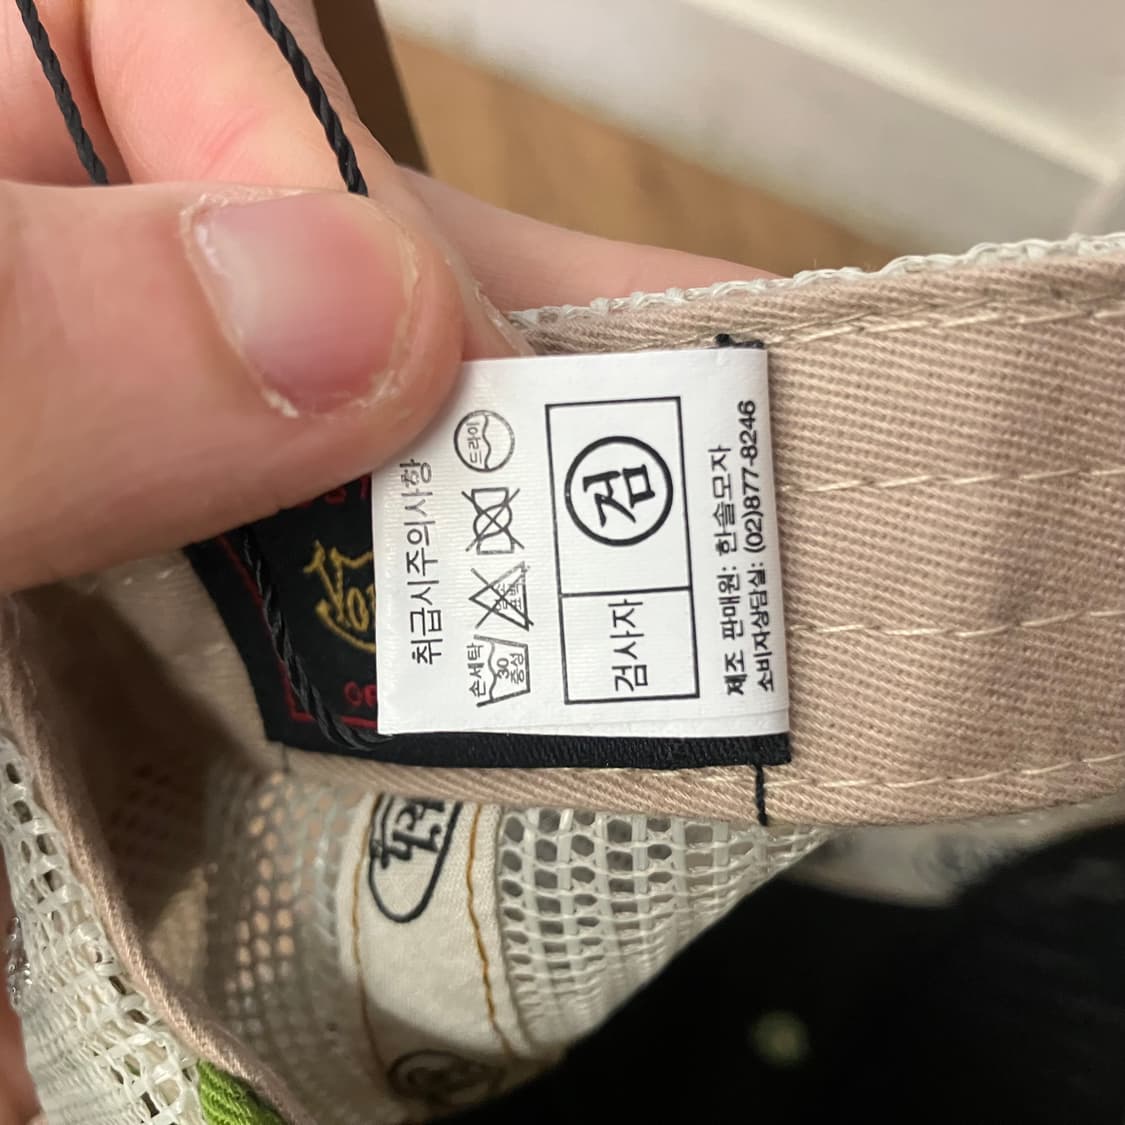 취급시주의사항
손세탁
30
중성
드라이
검사자
검
제조 판매원: 한솔모자
소비자상담실: (02)877-8246